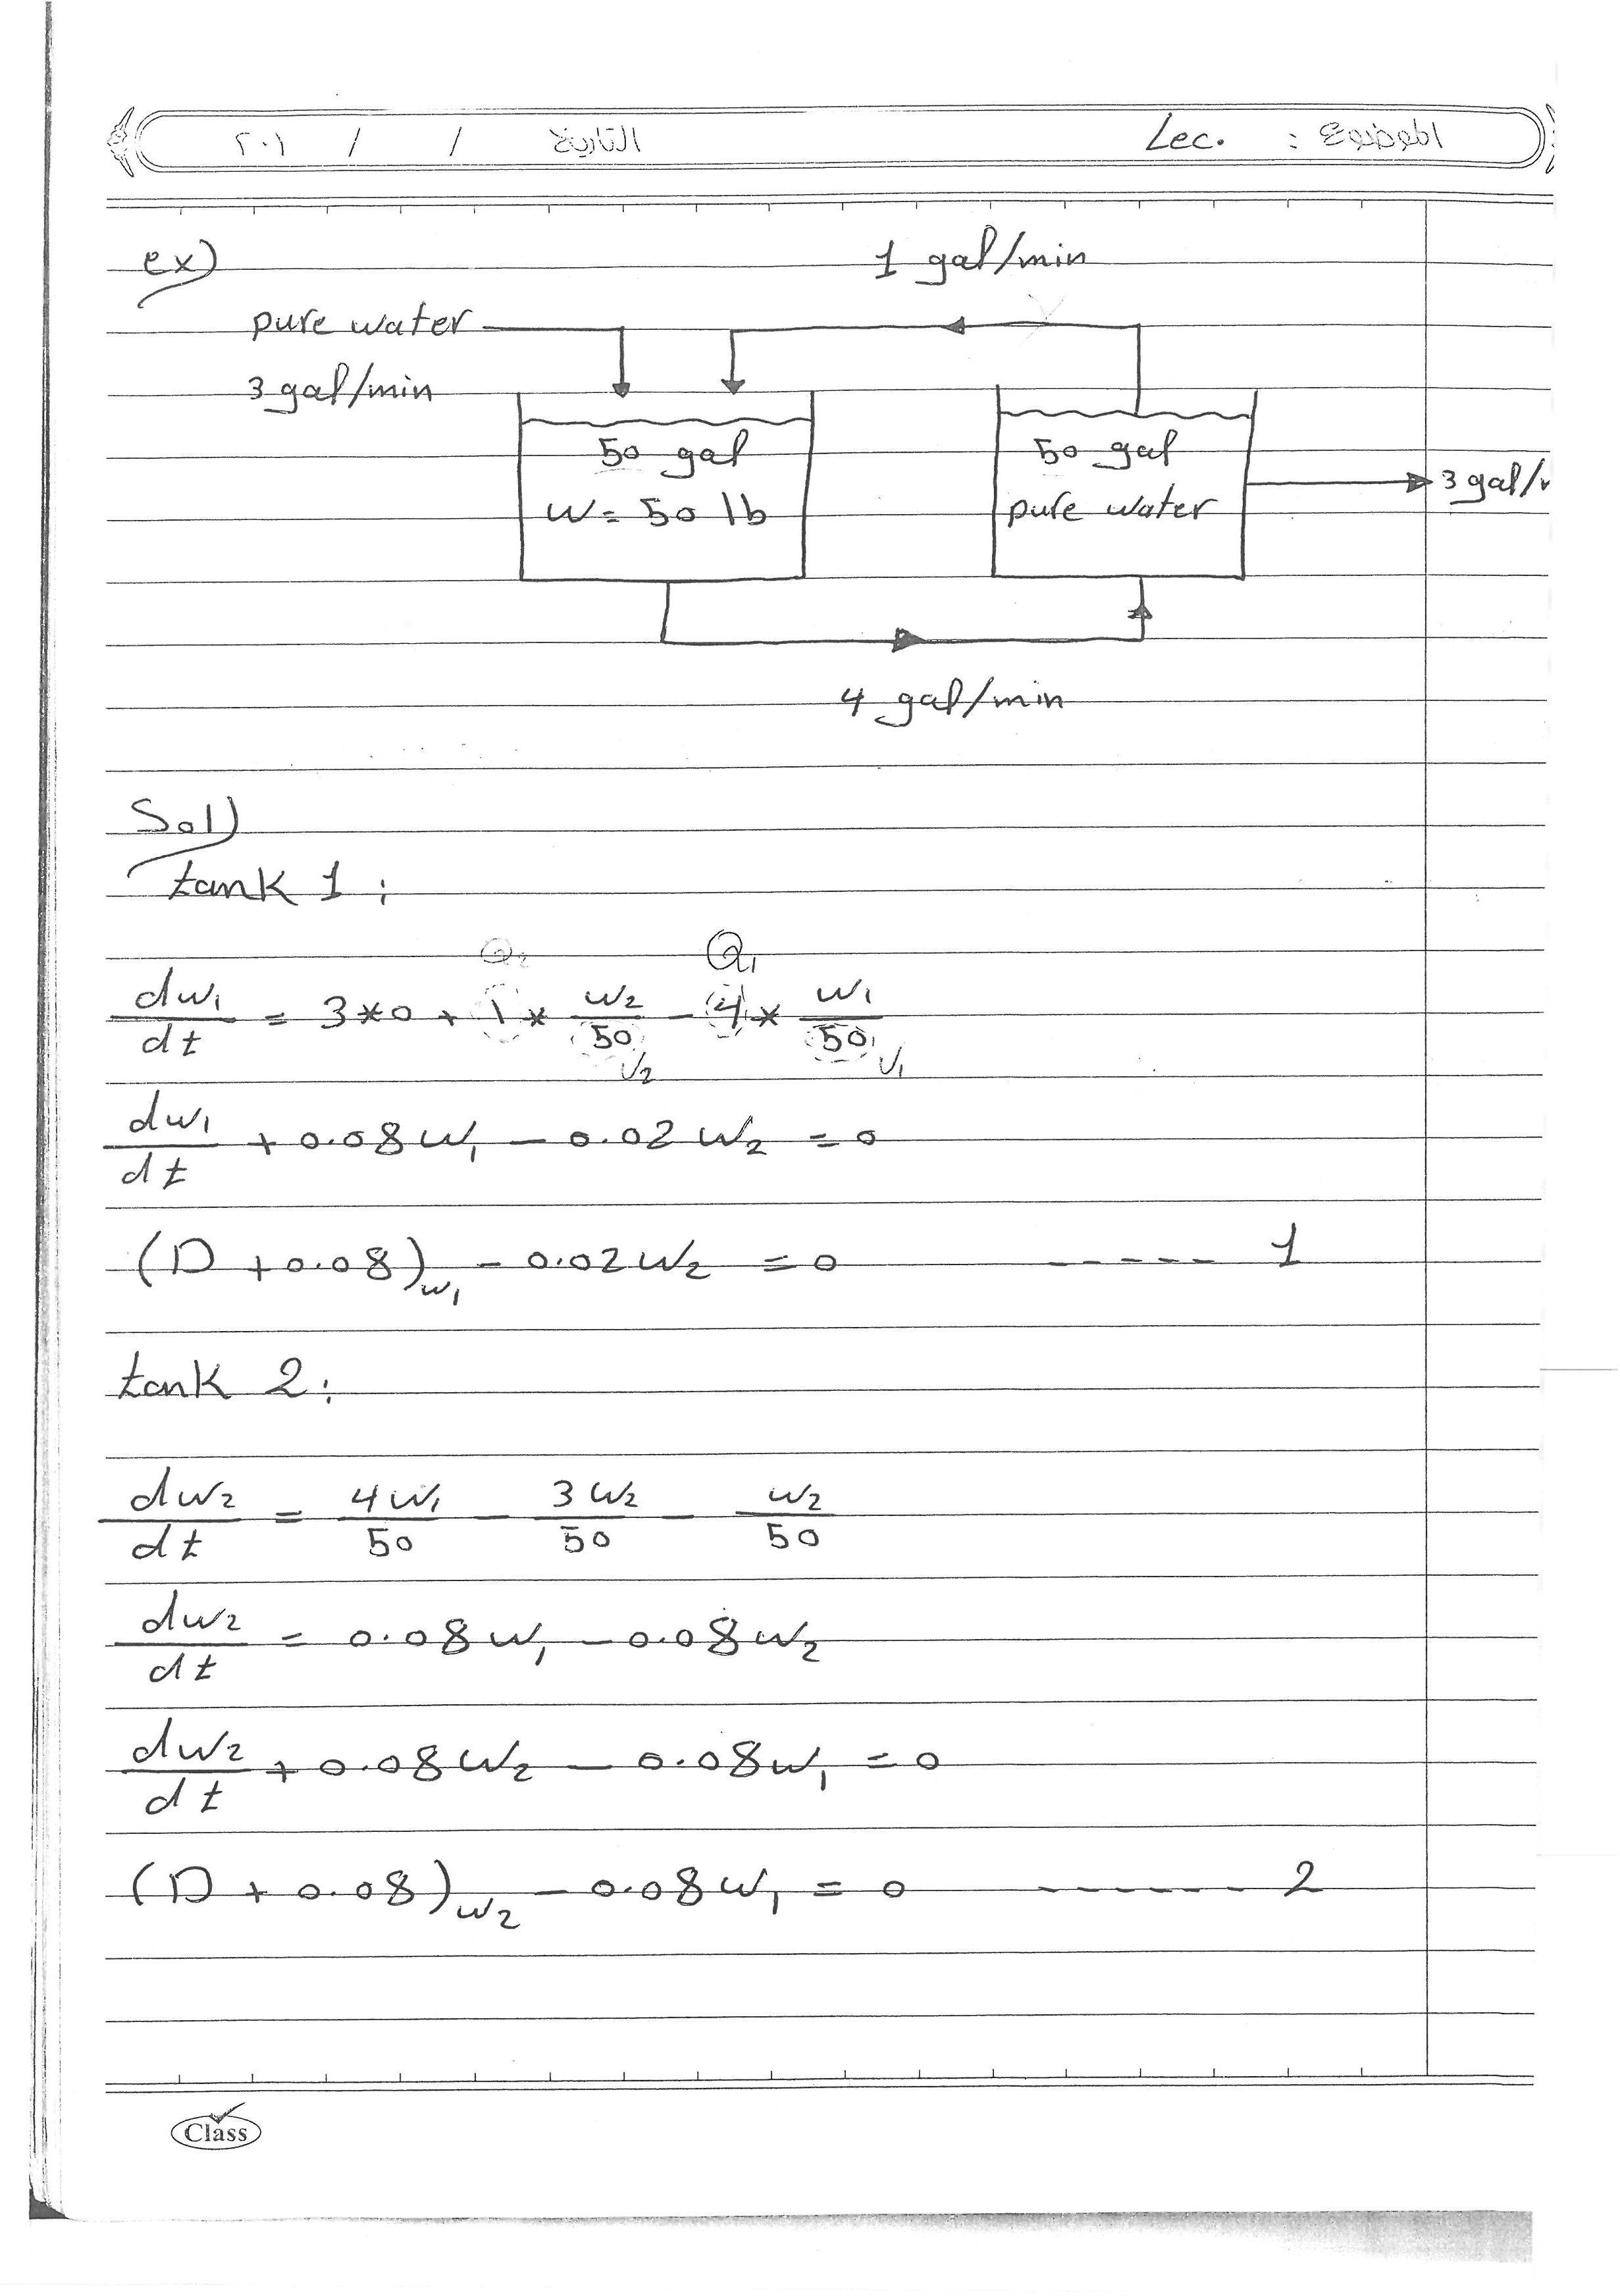 الموضوع : Lec. التاريخ / / ٢٠١
ex)
1 gal/min
pure water
3 gal/min
50 gal
w = 50 lb
50 gal
pure water
3 gal/
4 gal/min
Sol)
tank 1 :
Q2 Q1
dw1/dt = 3*0 + 1 * w2/50 - 4 * w1/50
V2 V1
dw1/dt + 0.08 w1 - 0.02 w2 = 0
(D + 0.08)w1 - 0.02 w2 = 0 ----- 1
tank 2 :
dw2/dt = 4w1/50 - 3w2/50 - w2/50
dw2/dt = 0.08 w1 - 0.08 w2
dw2/dt + 0.08 w2 - 0.08 w1 = 0
(D + 0.08)w2 - 0.08 w1 = 0 ------- 2
Class